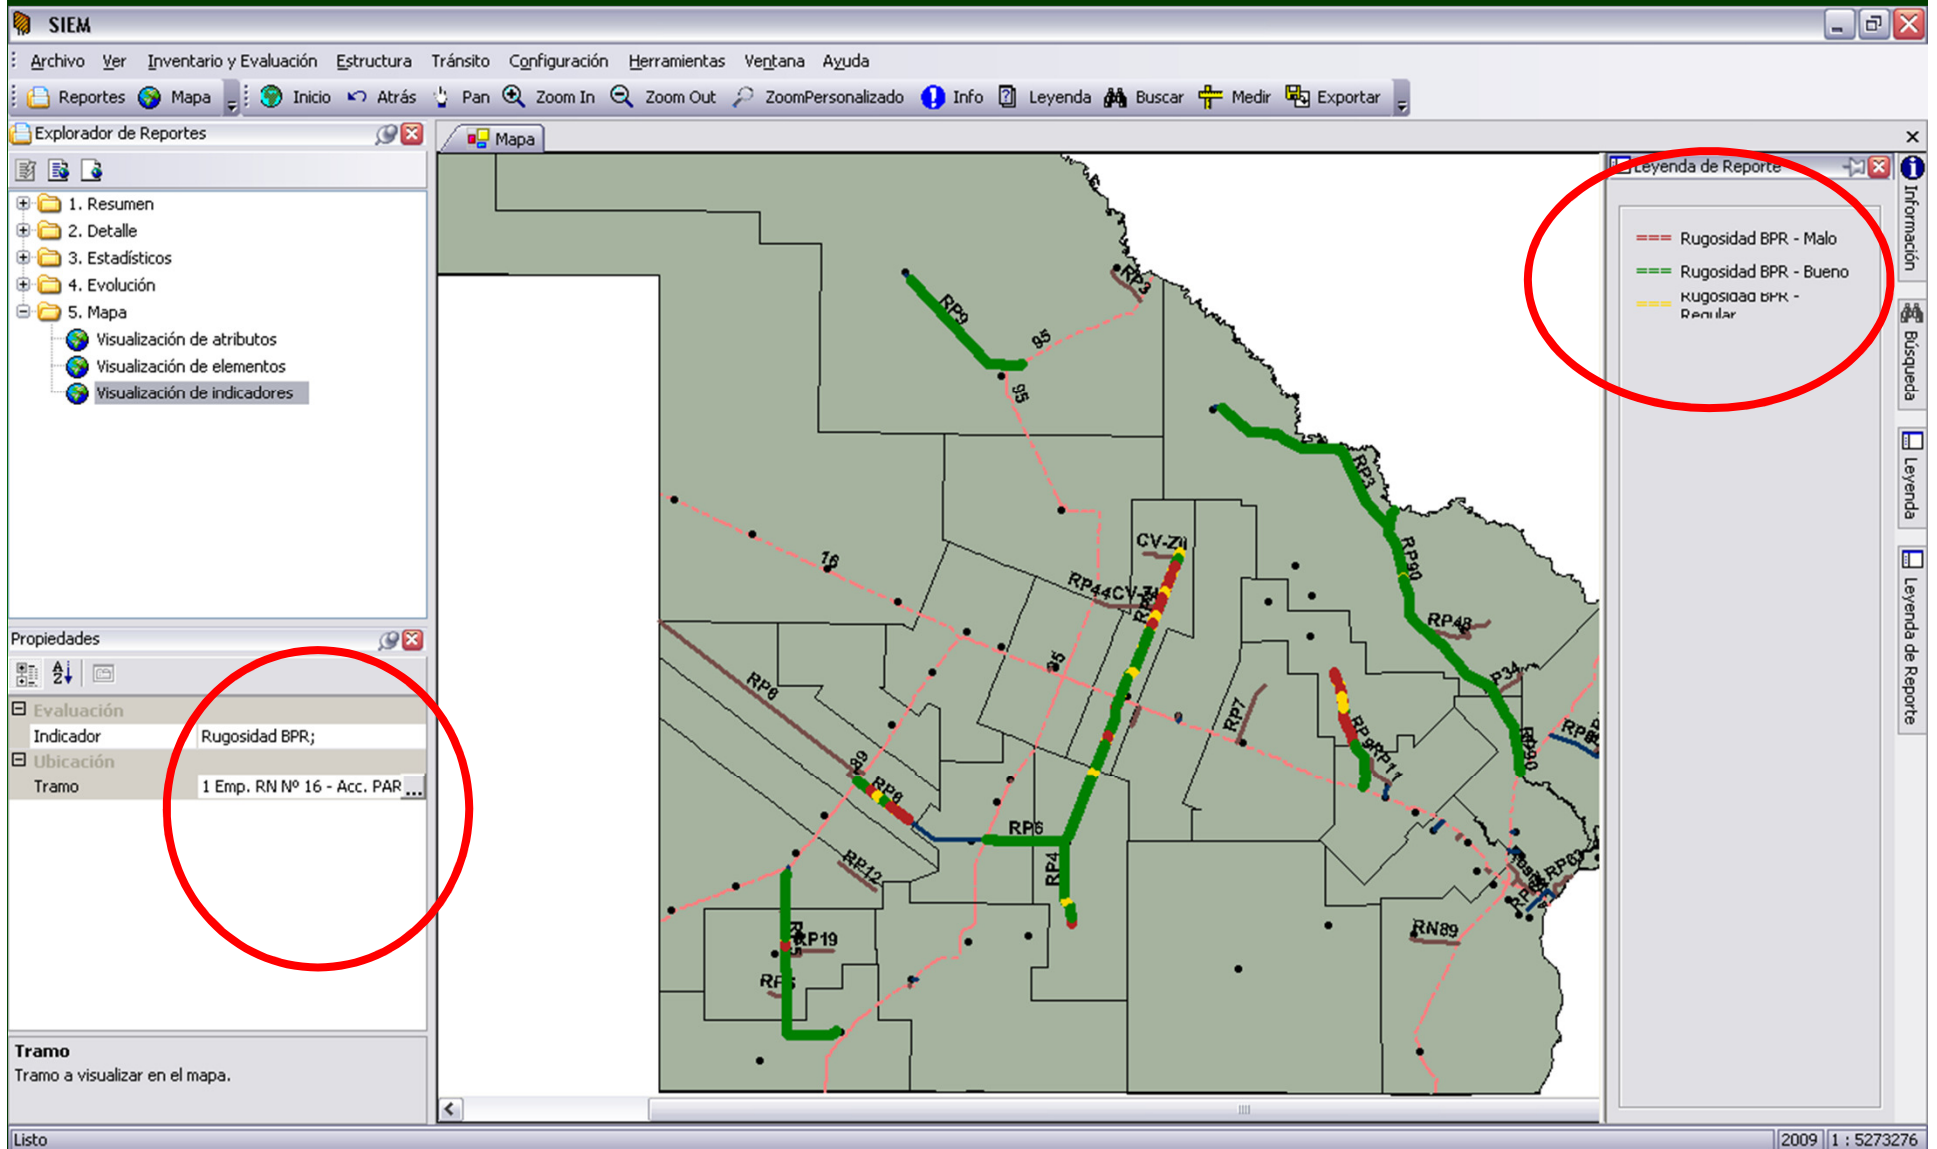 SIEM
Archivo Ver Inventario y Evaluación Estructura Tránsito Configuración Herramientas Ventana Ayuda
Reportes Mapa Inicio Atrás Pan Zoom In Zoom Out ZoomPersonalizado Info Leyenda Buscar Medir Exportar
Explorador de Reportes
1. Resumen
2. Detalle
3. Estadísticos
4. Evolución
5. Mapa
Visualización de atributos
Visualización de elementos
Visualización de indicadores
Propiedades
Evaluación
Indicador Rugosidad BPR;
Ubicación
Tramo 1 Emp. RN Nº 16 - Acc. PAR ...
Tramo
Tramo a visualizar en el mapa.
Mapa
RP9
RP3
95
95
16
RP3
RP90
CV-Z
RP44
RP48
P34
95
RP6
RP7
RP11
RP90
89
RP6
RP6
RP4
RP12
RP19
RN89
Leyenda de Reporte
Rugosidad BPR - Malo
Rugosidad BPR - Bueno
Rugosidad BPR -
Regular
Información
Búsqueda
Leyenda
Leyenda de Reporte
Listo
2009 1 : 5273276